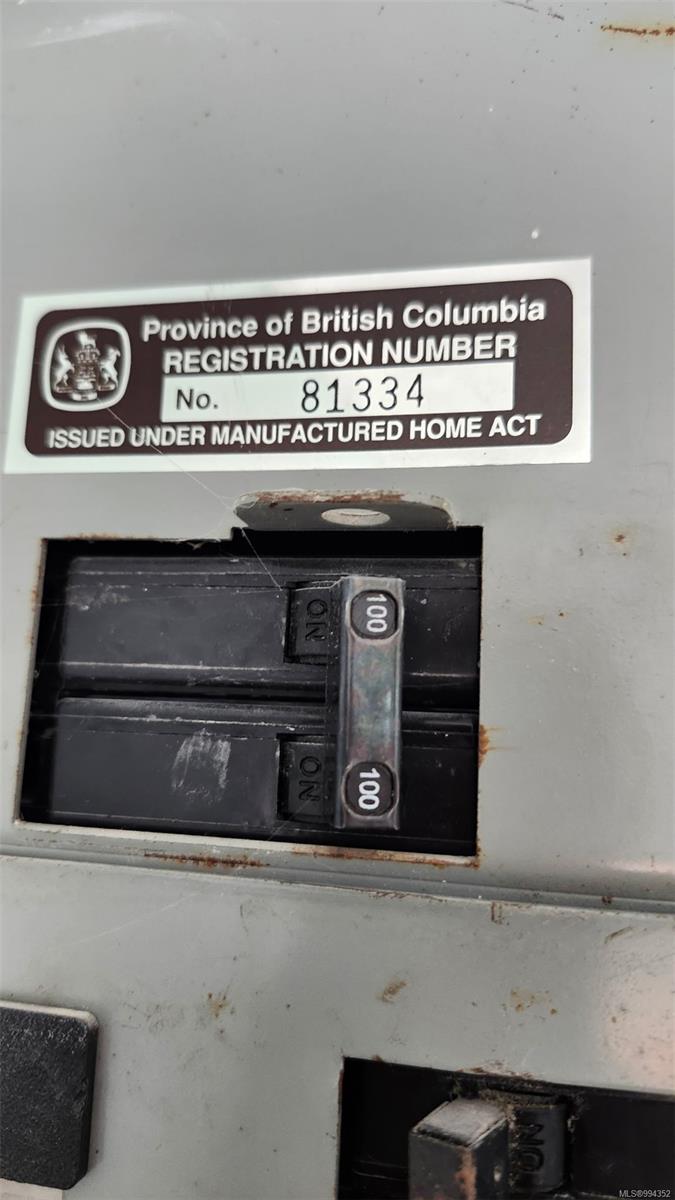 Province of British Columbia
REGISTRATION NUMBER
No. 81334
ISSUED UNDER MANUFACTURED HOME ACT
ON
100
ON
100
ON
MLS®994352